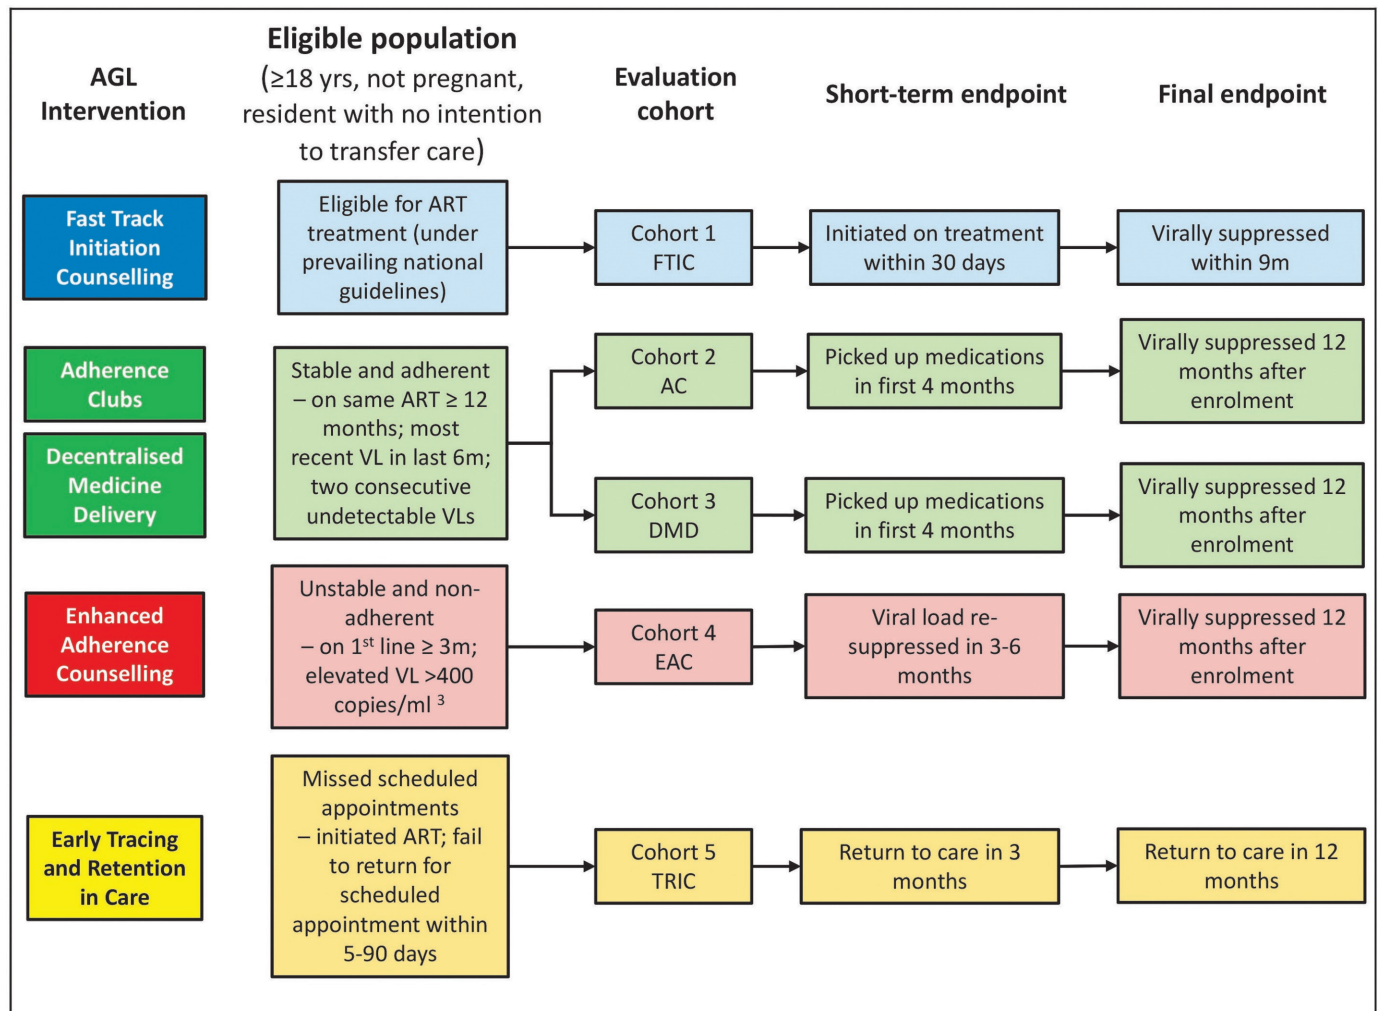 AGL
Intervention
Eligible population
(≥18 yrs, not pregnant,
resident with no intention
to transfer care)
Evaluation
cohort
Short-term endpoint
Final endpoint
Fast Track
Initiation
Counselling
Eligible for ART
treatment (under
prevailing national
guidelines)
Cohort 1
FTIC
Initiated on treatment
within 30 days
Virally suppressed
within 9m
Adherence
Clubs
Decentralised
Medicine
Delivery
Stable and adherent
– on same ART ≥ 12
months; most
recent VL in last 6m;
two consecutive
undetectable VLs
Cohort 2
AC
Picked up medications
in first 4 months
Virally suppressed 12
months after
enrolment
Cohort 3
DMD
Picked up medications
in first 4 months
Virally suppressed 12
months after
enrolment
Enhanced
Adherence
Counselling
Unstable and non-
adherent
– on 1st line ≥ 3m;
elevated VL >400
copies/ml 3
Cohort 4
EAC
Viral load re-
suppressed in 3-6
months
Virally suppressed 12
months after
enrolment
Early Tracing
and Retention
in Care
Missed scheduled
appointments
– initiated ART; fail
to return for
scheduled
appointment within
5-90 days
Cohort 5
TRIC
Return to care in 3
months
Return to care in 12
months